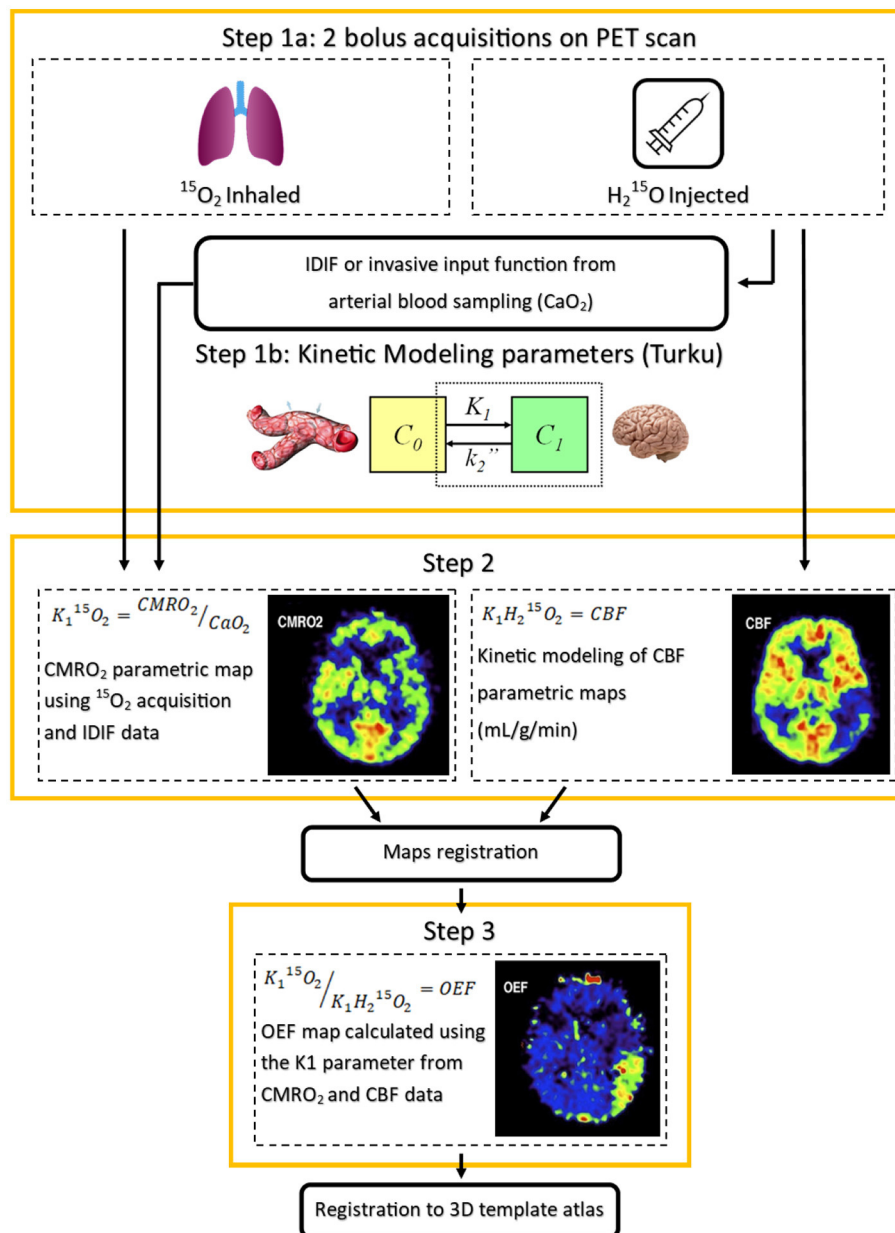 Step 1a: 2 bolus acquisitions on PET scan
¹⁵O₂ Inhaled
H₂¹⁵O Injected
IDIF or invasive input function from
arterial blood sampling (CaO₂)
Step 1b: Kinetic Modeling parameters (Turku)
C₀
K₁
k₂”
C₁
Step 2
K₁¹⁵O₂ = CMRO₂/CaO₂
CMRO₂ parametric map
using ¹⁵O₂ acquisition
and IDIF data
CMRO2
K₁H₂¹⁵O₂ = CBF
Kinetic modeling of CBF
parametric maps
(mL/g/min)
CBF
Maps registration
Step 3
K₁¹⁵O₂/K₁H₂¹⁵O₂ = OEF
OEF map calculated using
the K1 parameter from
CMRO₂ and CBF data
OEF
Registration to 3D template atlas